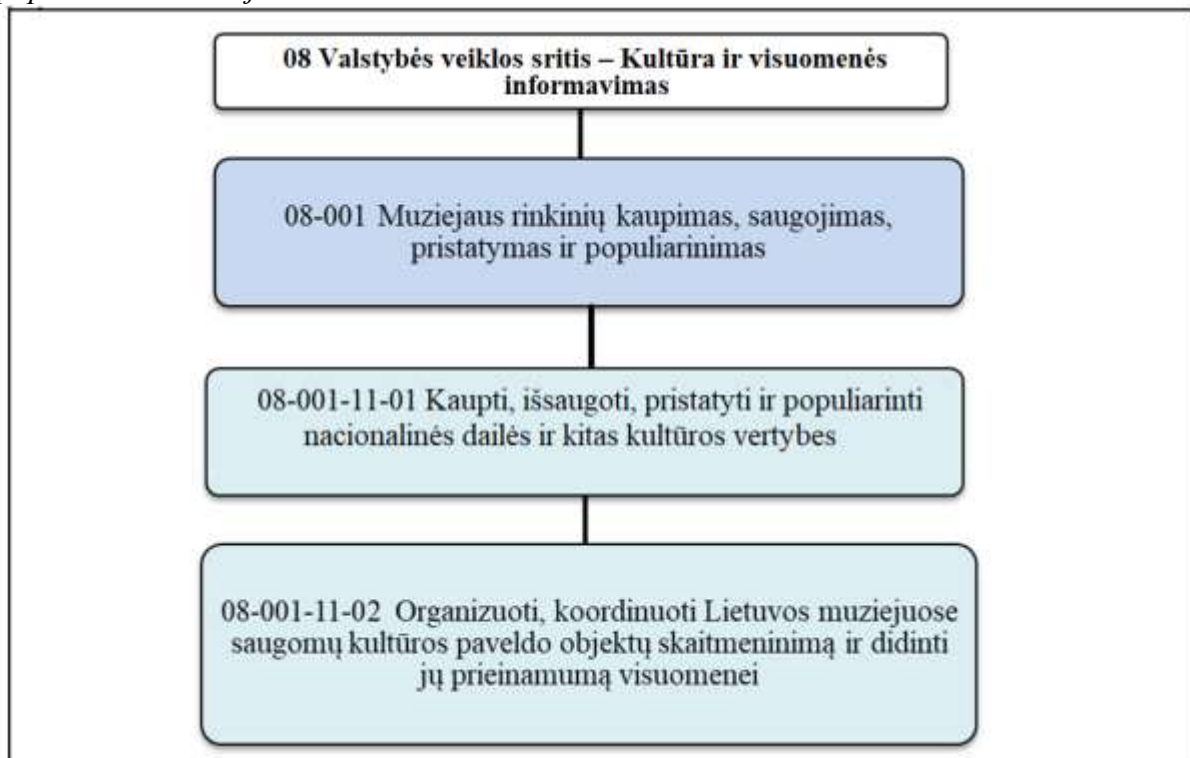 08 Valstybės veiklos sritis – Kultūra ir visuomenės
informavimas
08-001 Muziejaus rinkinių kaupimas, saugojimas,
pristatymas ir populiarinimas
08-001-11-01 Kaupti, išsaugoti, pristatyti ir populiarinti
nacionalinės dailės ir kitas kultūros vertybes
08-001-11-02 Organizuoti, koordinuoti Lietuvos muziejuose
saugomų kultūros paveldo objektų skaitmeninimą ir didinti
jų prieinamumą visuomenei